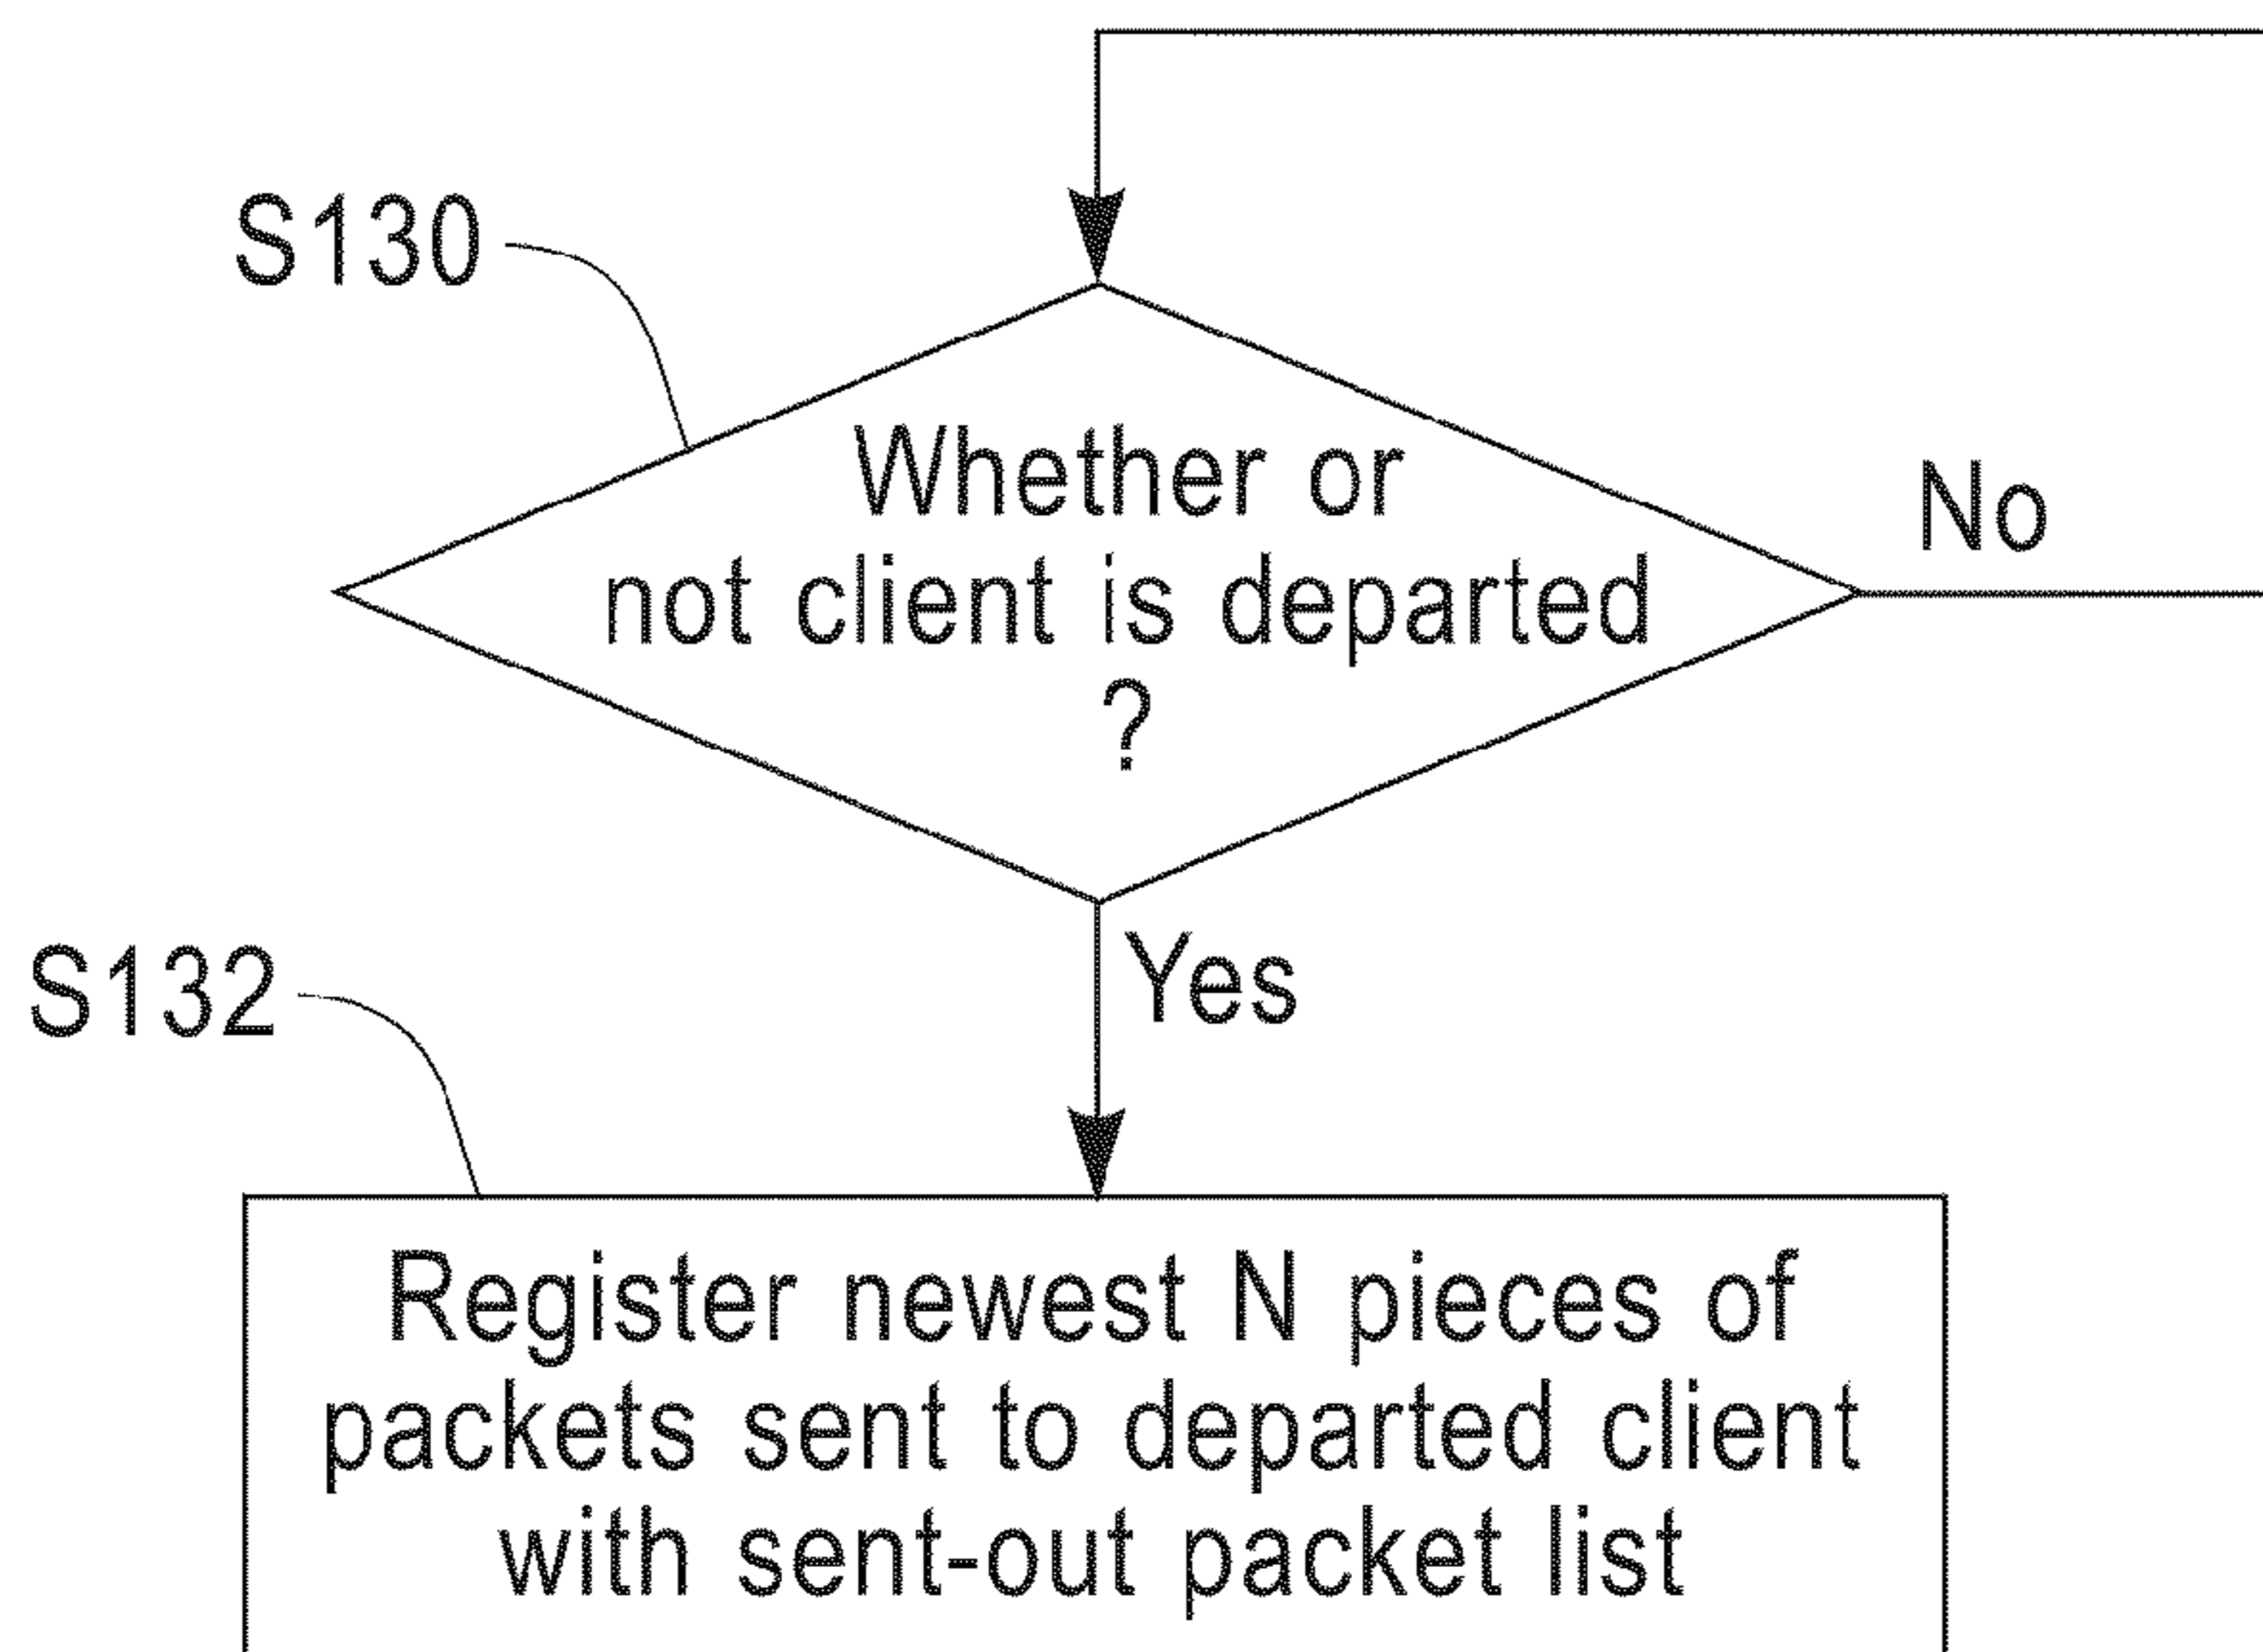 S130
Whether or
not client is departed
?
No
Yes
S132
Register newest N pieces of
packets sent to departed client
with sent-out packet list